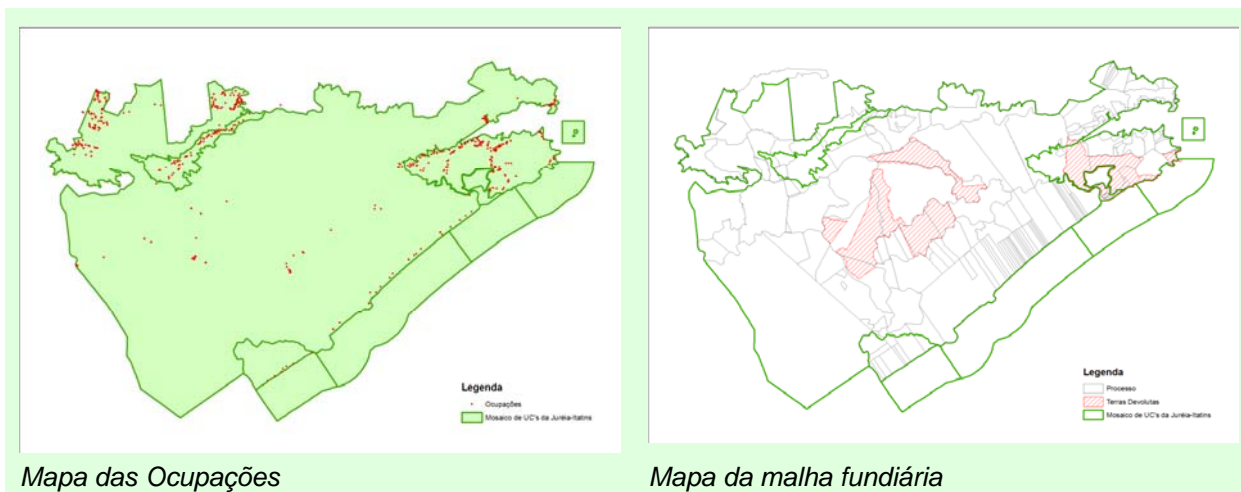 Legenda
Ocupações
Mosaico de UC's da Juréia-Itatins
Mapa das Ocupações
Legenda
Processo
Terras Devolutas
Mosaico de UC's da Juréia-Itatins
Mapa da malha fundiária